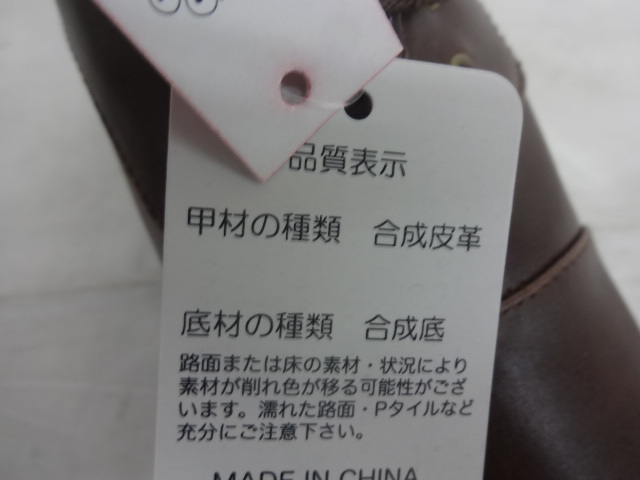 品質表示
甲材の種類　合成皮革
底材の種類　合成底
路面または床の素材・状況により
素材が削れ色が移る可能性がござ
います。濡れた路面・Pタイルなど
充分にご注意下さい。
MADE IN CHINA